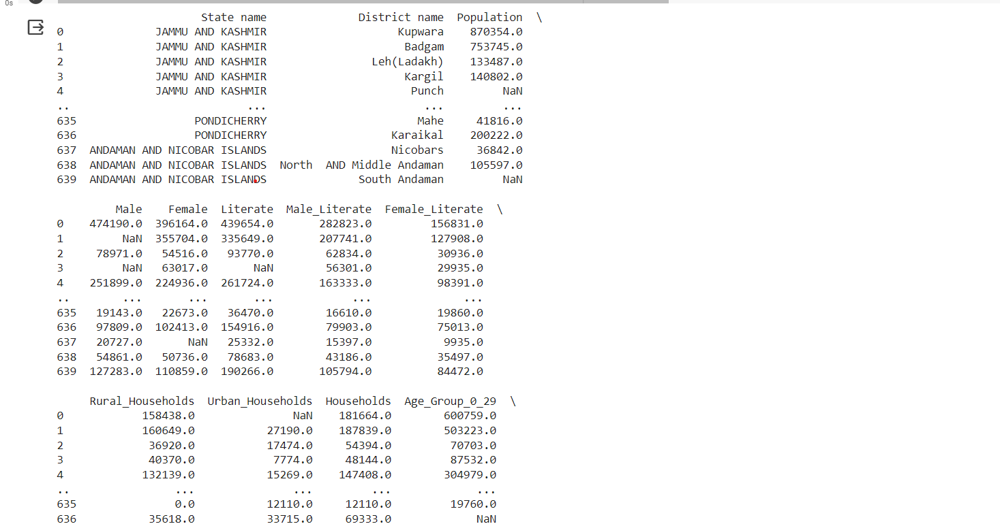 0s
State name District name Population \
0 JAMMU AND KASHMIR Kupwara 870354.0
1 JAMMU AND KASHMIR Badgam 753745.0
2 JAMMU AND KASHMIR Leh(Ladakh) 133487.0
3 JAMMU AND KASHMIR Kargil 140802.0
4 JAMMU AND KASHMIR Punch NaN
.. ... ... ...
635 PONDICHERRY Mahe 41816.0
636 PONDICHERRY Karaikal 200222.0
637 ANDAMAN AND NICOBAR ISLANDS Nicobars 36842.0
638 ANDAMAN AND NICOBAR ISLANDS North  AND Middle Andaman 105597.0
639 ANDAMAN AND NICOBAR ISLANDS South Andaman NaN
Male Female Literate Male_Literate Female_Literate \
0 474190.0 396164.0 439654.0 282823.0 156831.0
1 NaN 355704.0 335649.0 207741.0 127908.0
2 78971.0 54516.0 93770.0 62834.0 30936.0
3 NaN 63017.0 NaN 56301.0 29935.0
4 251899.0 224936.0 261724.0 163333.0 98391.0
.. ... ... ... ... ...
635 19143.0 22673.0 36470.0 16610.0 19860.0
636 97809.0 102413.0 154916.0 79903.0 75013.0
637 20727.0 NaN 25332.0 15397.0 9935.0
638 54861.0 50736.0 78683.0 43186.0 35497.0
639 127283.0 110859.0 190266.0 105794.0 84472.0
Rural_Households Urban_Households Households Age_Group_0_29 \
0 158438.0 NaN 181664.0 600759.0
1 160649.0 27190.0 187839.0 503223.0
2 36920.0 17474.0 54394.0 70703.0
3 40370.0 7774.0 48144.0 87532.0
4 132139.0 15269.0 147408.0 304979.0
.. ... ... ... ...
635 0.0 12110.0 12110.0 19760.0
636 35618.0 33715.0 69333.0 NaN